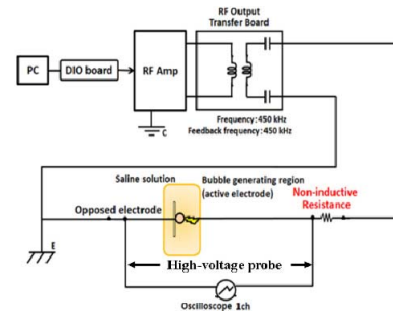 RF Output
Transfer Board
PC
DIO board
RF Amp
C
Frequency:450 kHz
Feedback frequency:450 kHz
Saline solution
Bubble generating region
(active electrode)
Non-inductive
Resistance
Opposed electrode
E
High-voltage probe
Oscilloscope 1ch